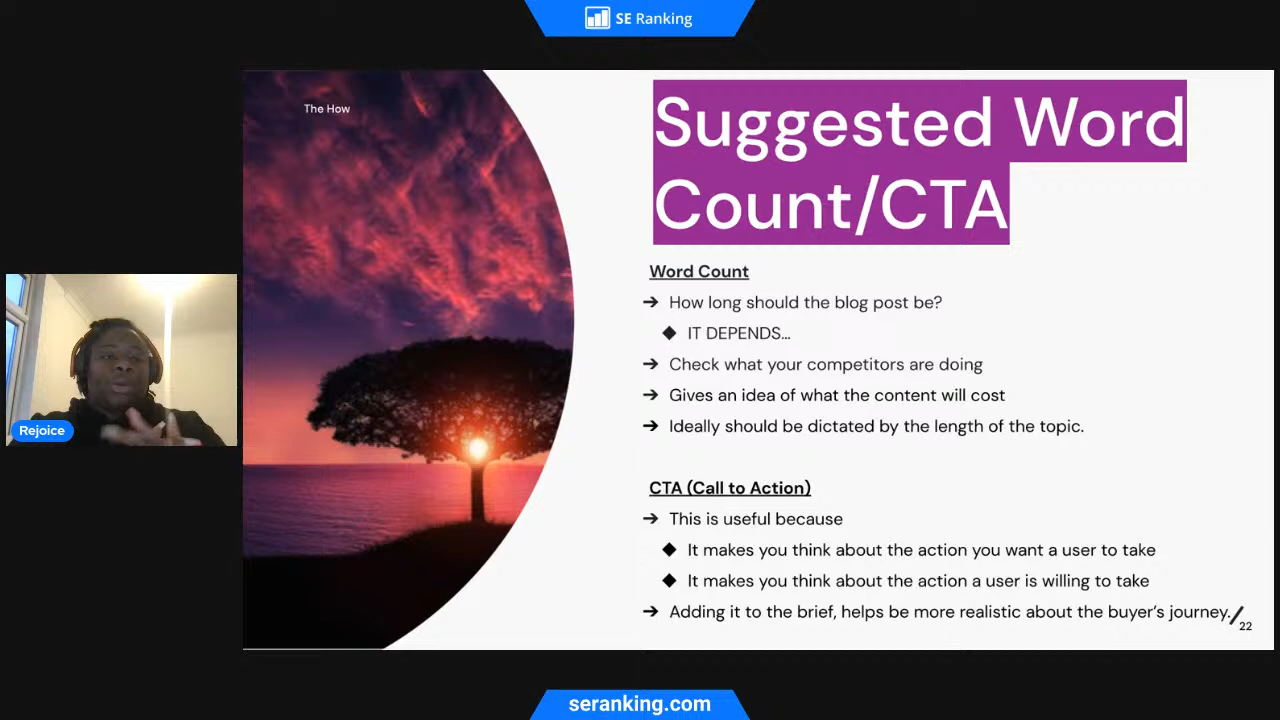 SE Ranking
The How
Suggested Word
Count/CTA
Word Count
➔ How long should the blog post be?
◆ IT DEPENDS...
➔ Check what your competitors are doing
➔ Gives an idea of what the content will cost
➔ Ideally should be dictated by the length of the topic.
CTA (Call to Action)
➔ This is useful because
◆ It makes you think about the action you want a user to take
◆ It makes you think about the action a user is willing to take
➔ Adding it to the brief, helps be more realistic about the buyer's journey.
22
Rejoice
seranking.com